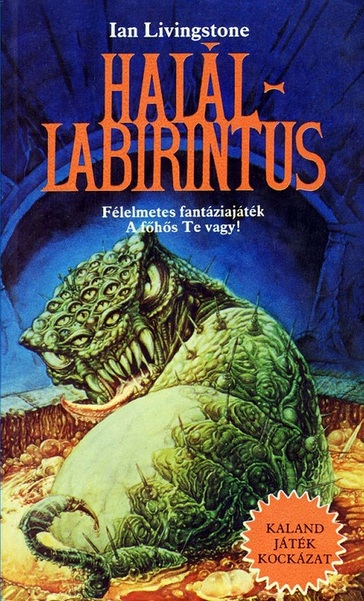 Ian Livingstone
HALÁL-
LABIRINTUS
Félelmetes fantáziajáték
A főhős Te vagy!
KALAND
JÁTÉK
KOCKÁZAT